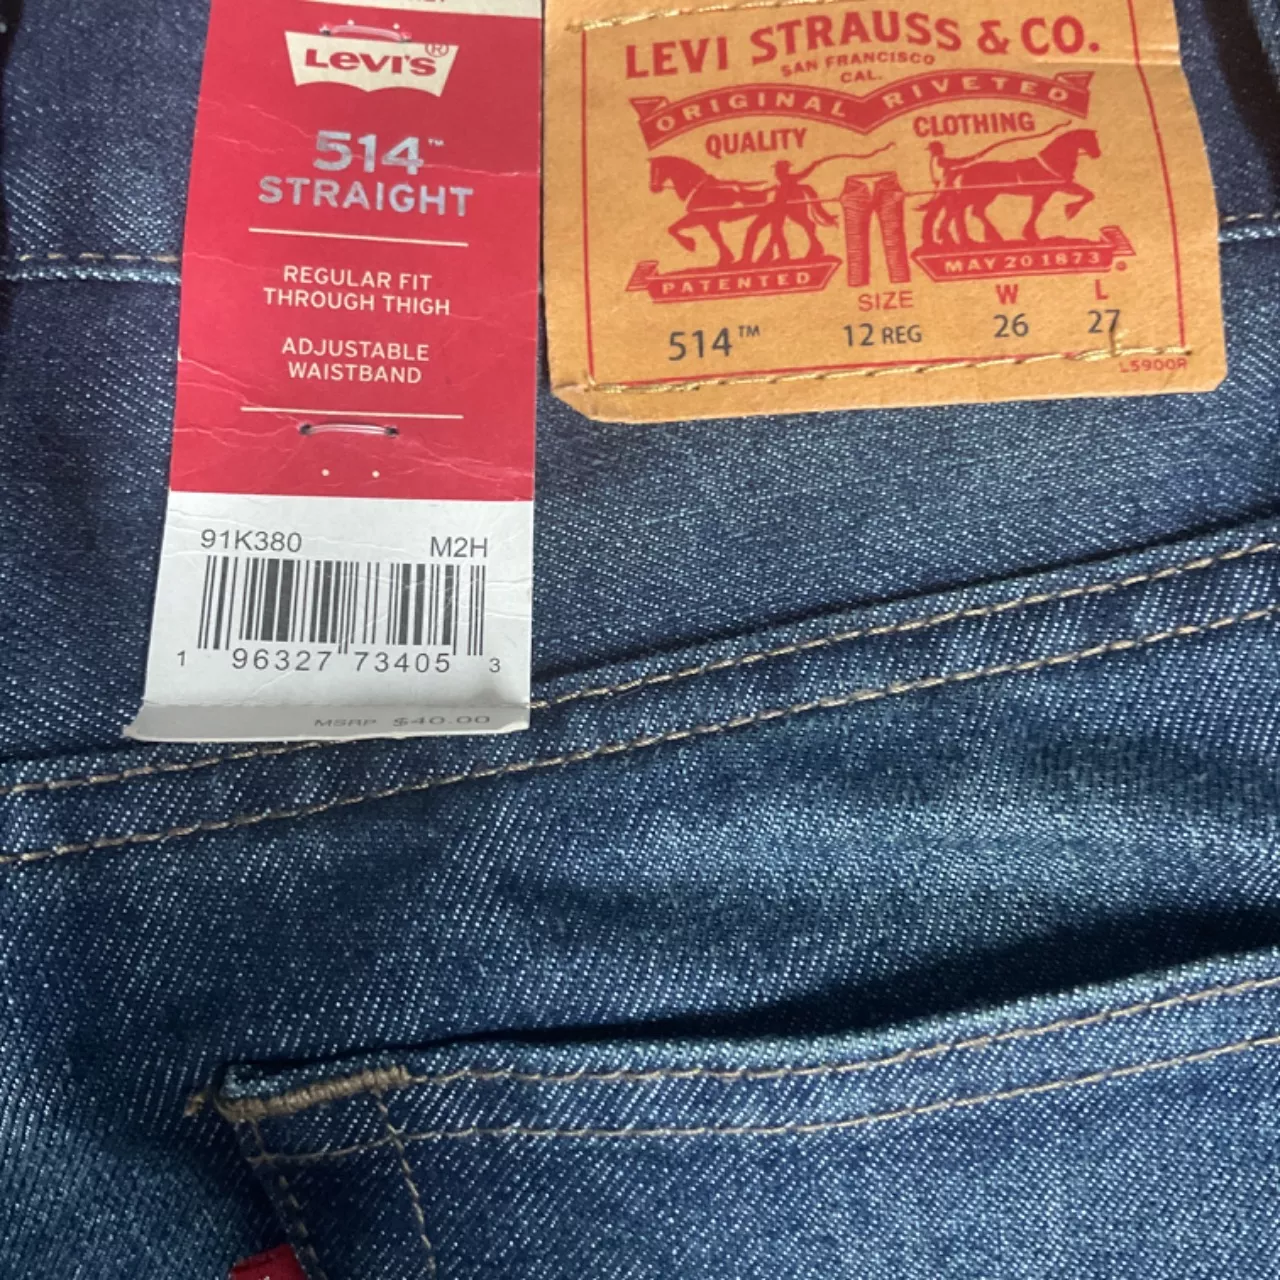 Levi's®
514™
STRAIGHT
REGULAR FIT
THROUGH THIGH
ADJUSTABLE
WAISTBAND
91K380 M2H
1 96327 73405 3
MSRP $40.00
LEVI STRAUSS & CO.
SAN FRANCISCO
CAL.
ORIGINAL RIVETED
QUALITY CLOTHING
PATENTED MAY 20 1873
SIZE W L
514™ 12 REG 26 27
L5900R